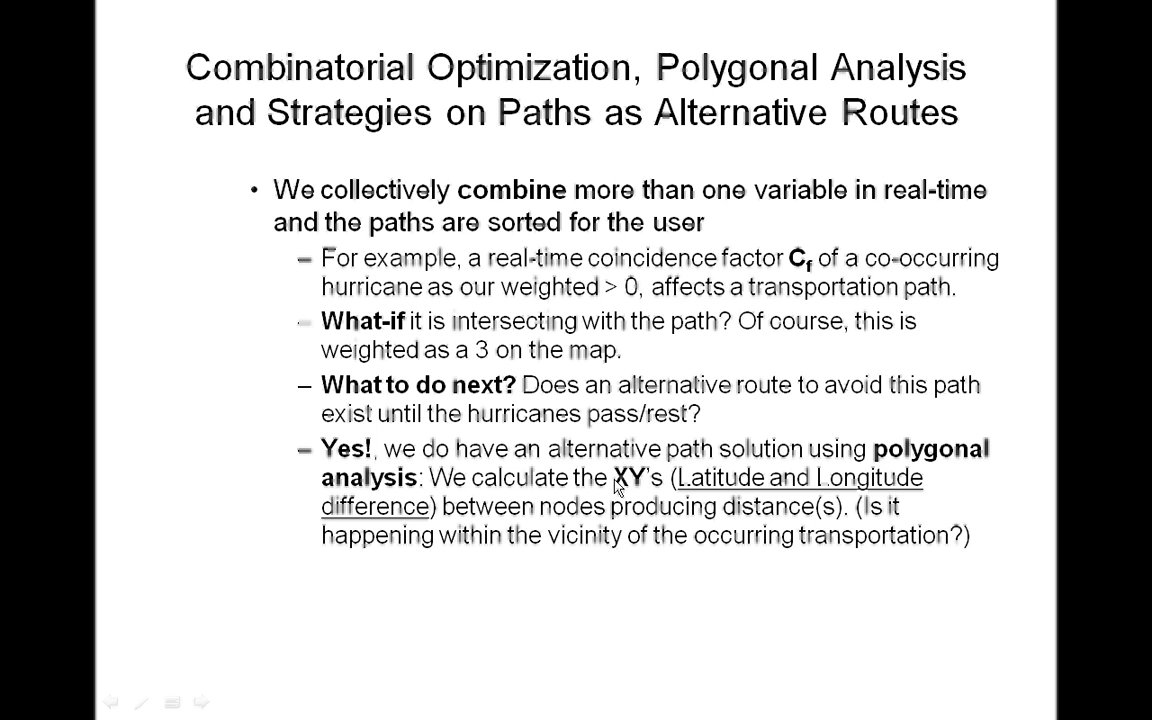 Combinatorial Optimization, Polygonal Analysis
and Strategies on Paths as Alternative Routes
• We collectively combine more than one variable in real-time
and the paths are sorted for the user
– For example, a real-time coincidence factor Cf of a co-occurring
hurricane as our weighted > 0, affects a transportation path.
– What-if it is intersecting with the path? Of course, this is
weighted as a 3 on the map.
– What to do next? Does an alternative route to avoid this path
exist until the hurricanes pass/rest?
– Yes!, we do have an alternative path solution using polygonal
analysis: We calculate the XY's (Latitude and Longitude
difference) between nodes producing distance(s). (Is it
happening within the vicinity of the occurring transportation?)